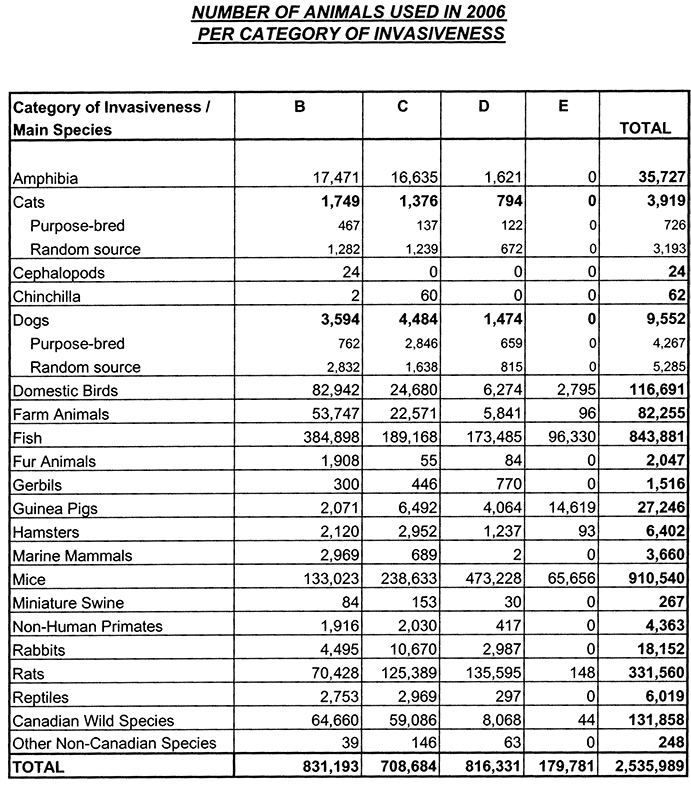 NUMBER OF ANIMALS USED IN 2006
PER CATEGORY OF INVASIVENESS
Category of Invasiveness / B C D E
Main Species TOTAL
Amphibia 17,471 16,635 1,621 0 35,727
Cats 1,749 1,376 794 0 3,919
Purpose-bred 467 137 122 0 726
Random source 1,282 1,239 672 0 3,193
Cephalopods 24 0 0 0 24
Chinchilla 2 60 0 0 62
Dogs 3,594 4,484 1,474 0 9,552
Purpose-bred 762 2,846 659 0 4,267
Random source 2,832 1,638 815 0 5,285
Domestic Birds 82,942 24,680 6,274 2,795 116,691
Farm Animals 53,747 22,571 5,841 96 82,255
Fish 384,898 189,168 173,485 96,330 843,881
Fur Animals 1,908 55 84 0 2,047
Gerbils 300 446 770 0 1,516
Guinea Pigs 2,071 6,492 4,064 14,619 27,246
Hamsters 2,120 2,952 1,237 93 6,402
Marine Mammals 2,969 689 2 0 3,660
Mice 133,023 238,633 473,228 65,656 910,540
Miniature Swine 84 153 30 0 267
Non-Human Primates 1,916 2,030 417 0 4,363
Rabbits 4,495 10,670 2,987 0 18,152
Rats 70,428 125,389 135,595 148 331,560
Reptiles 2,753 2,969 297 0 6,019
Canadian Wild Species 64,660 59,086 8,068 44 131,858
Other Non-Canadian Species 39 146 63 0 248
TOTAL 831,193 708,684 816,331 179,781 2,535,989